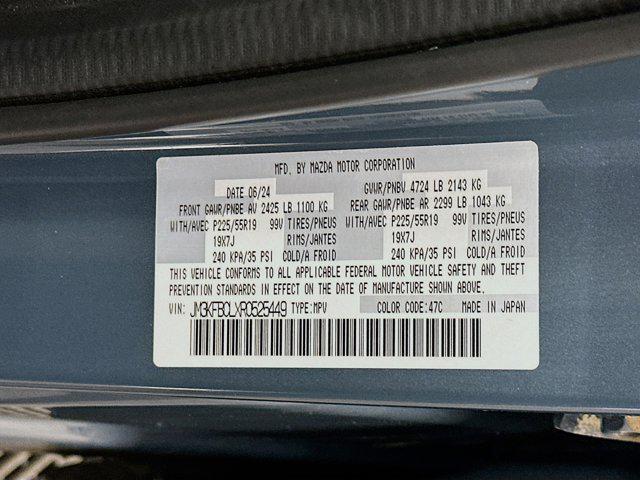 MFD. BY MAZDA MOTOR CORPORATION
DATE 06/24 GVWR/PNBV 4724 LB 2143 KG
FRONT GAWR/PNBE AV 2425 LB 1100 KG REAR GAWR/PNBE AR 2299 LB 1043 KG
WITH/AVEC P225/55R19 99V TIRES/PNEUS WITH/AVEC P225/55R19 99V TIRES/PNEUS
19X7J RIMS/JANTES 19X7J RIMS/JANTES
240 KPA/35 PSI COLD/A FROID 240 KPA/35 PSI COLD/A FROID
THIS VEHICLE CONFORMS TO ALL APPLICABLE FEDERAL MOTOR VEHICLE SAFETY AND THEFT
PREVENTION STANDARDS IN EFFECT ON THE DATE OF MANUFACTURE SHOWN ABOVE.
VIN: JM3KFBCLXR0525449 TYPE:MPV COLOR CODE:47C MADE IN JAPAN